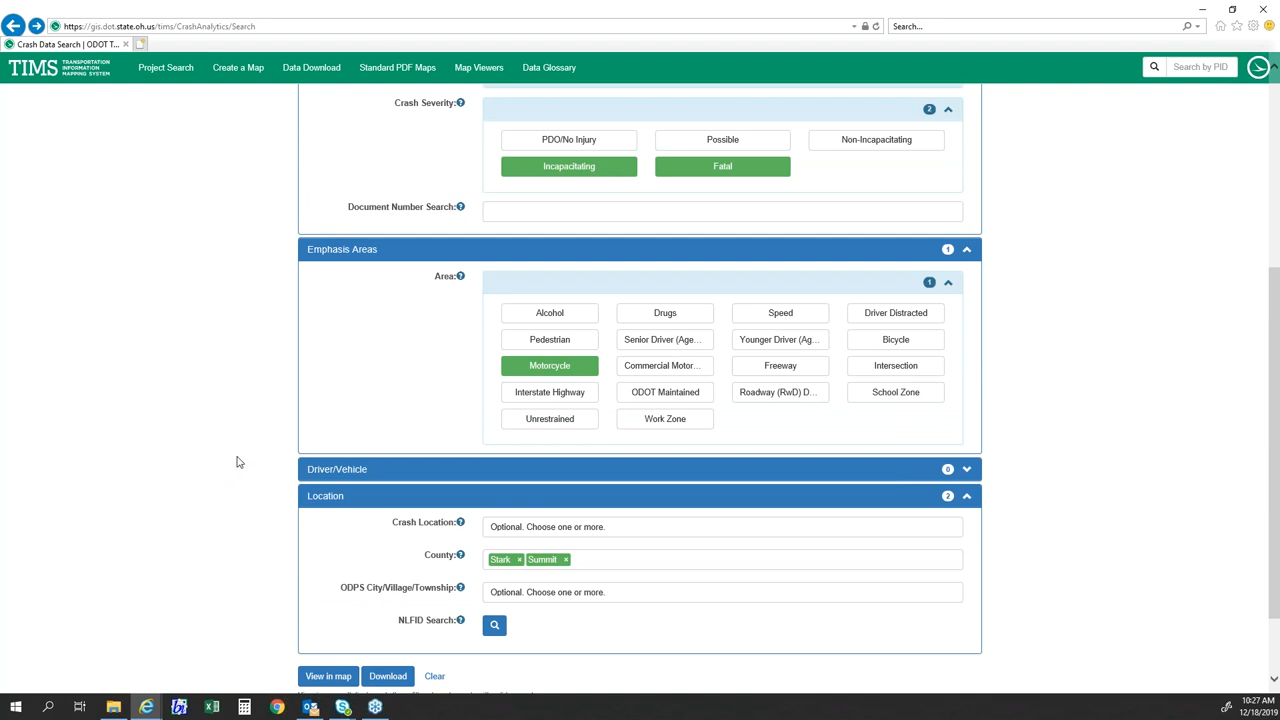 https://gis.dot.state.oh.us/tims/CrashAnalytics/Search
Search...
Crash Data Search | ODOT T...
TIMS TRANSPORTATION INFORMATION MAPPING SYSTEM
Project Search
Create a Map
Data Download
Standard PDF Maps
Map Viewers
Data Glossary
Search by PID
Crash Severity:
2
PDO/No Injury
Possible
Non-Incapacitating
Incapacitating
Fatal
Document Number Search:
Emphasis Areas
1
Area:
1
Alcohol
Drugs
Speed
Driver Distracted
Pedestrian
Senior Driver (Age...
Younger Driver (Ag...
Bicycle
Motorcycle
Commercial Motor...
Freeway
Intersection
Interstate Highway
ODOT Maintained
Roadway (RwD) D...
School Zone
Unrestrained
Work Zone
Driver/Vehicle
0
Location
2
Crash Location:
Optional. Choose one or more.
County:
Stark × Summit ×
ODPS City/Village/Township:
Optional. Choose one or more.
NLFID Search:
View in map
Download
Clear
10:27 AM
12/18/2019